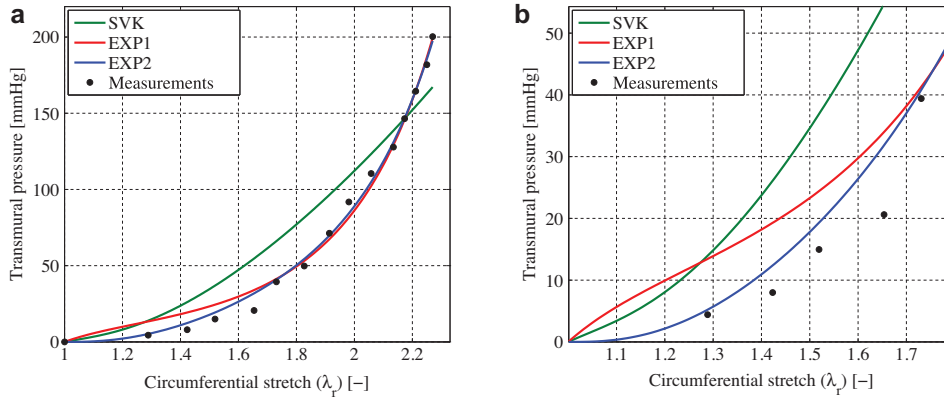 a
SVK
EXP1
EXP2
Measurements
200
150
100
50
0
Transmural pressure [mmHg]
1
1.2
1.4
1.6
1.8
2
2.2
Circumferential stretch (λr) [−]
b
SVK
EXP1
EXP2
Measurements
50
40
30
20
10
0
Transmural pressure [mmHg]
1.1
1.2
1.3
1.4
1.5
1.6
1.7
Circumferential stretch (λr) [−]